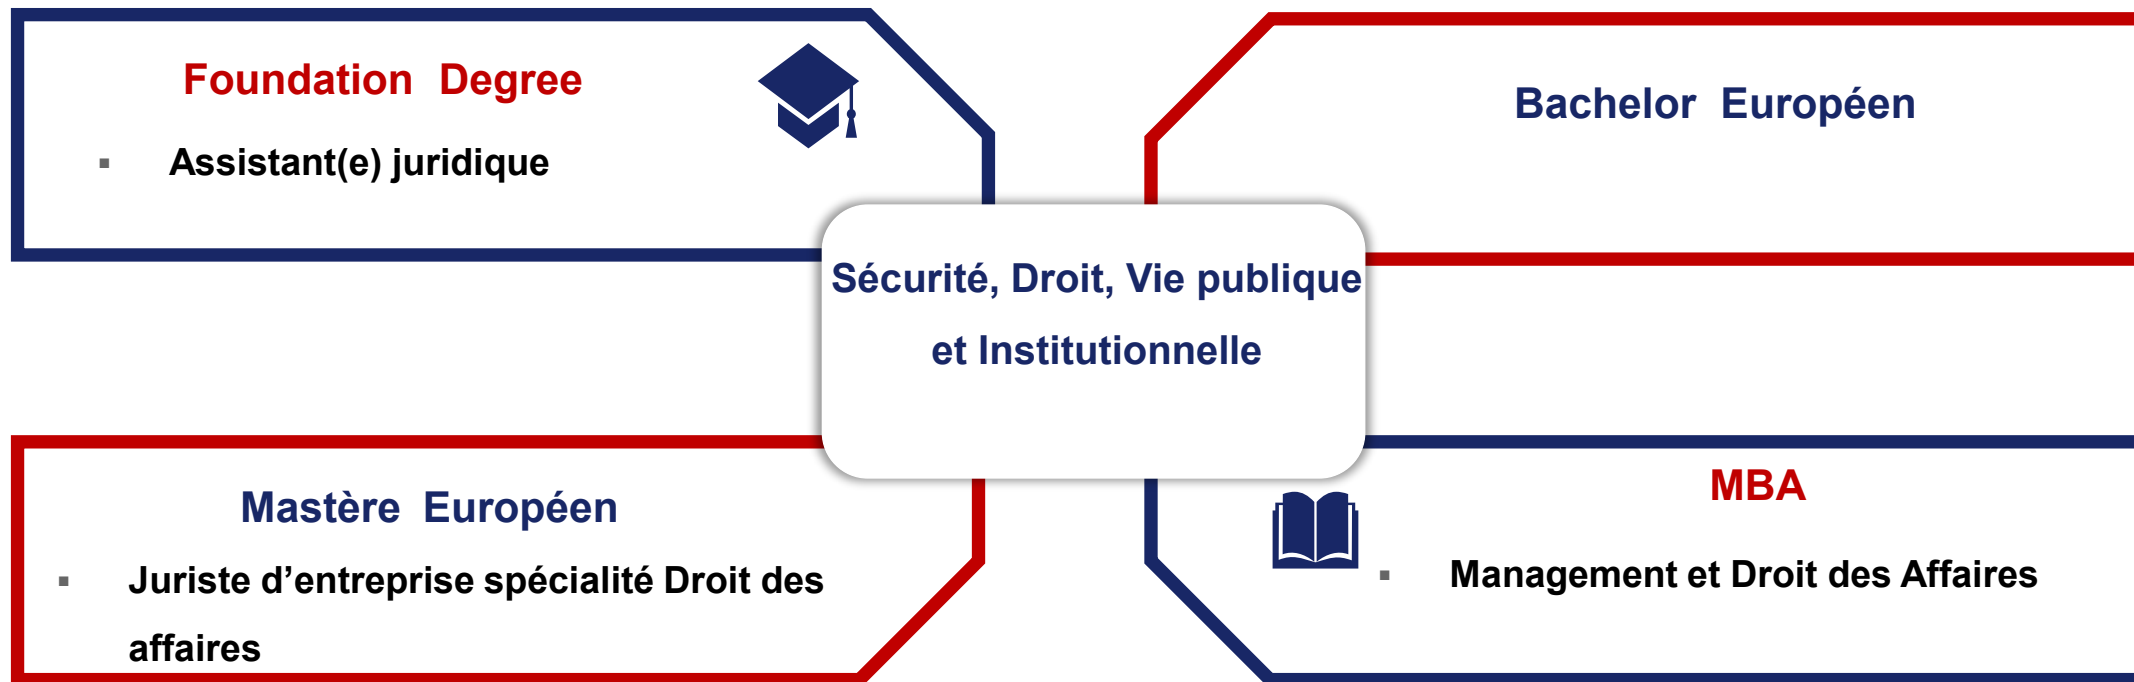 Foundation Degree
▪ Assistant(e) juridique
Bachelor Européen
Sécurité, Droit, Vie publique
et Institutionnelle
Mastère Européen
▪ Juriste d’entreprise spécialité Droit des
affaires
MBA
▪ Management et Droit des Affaires